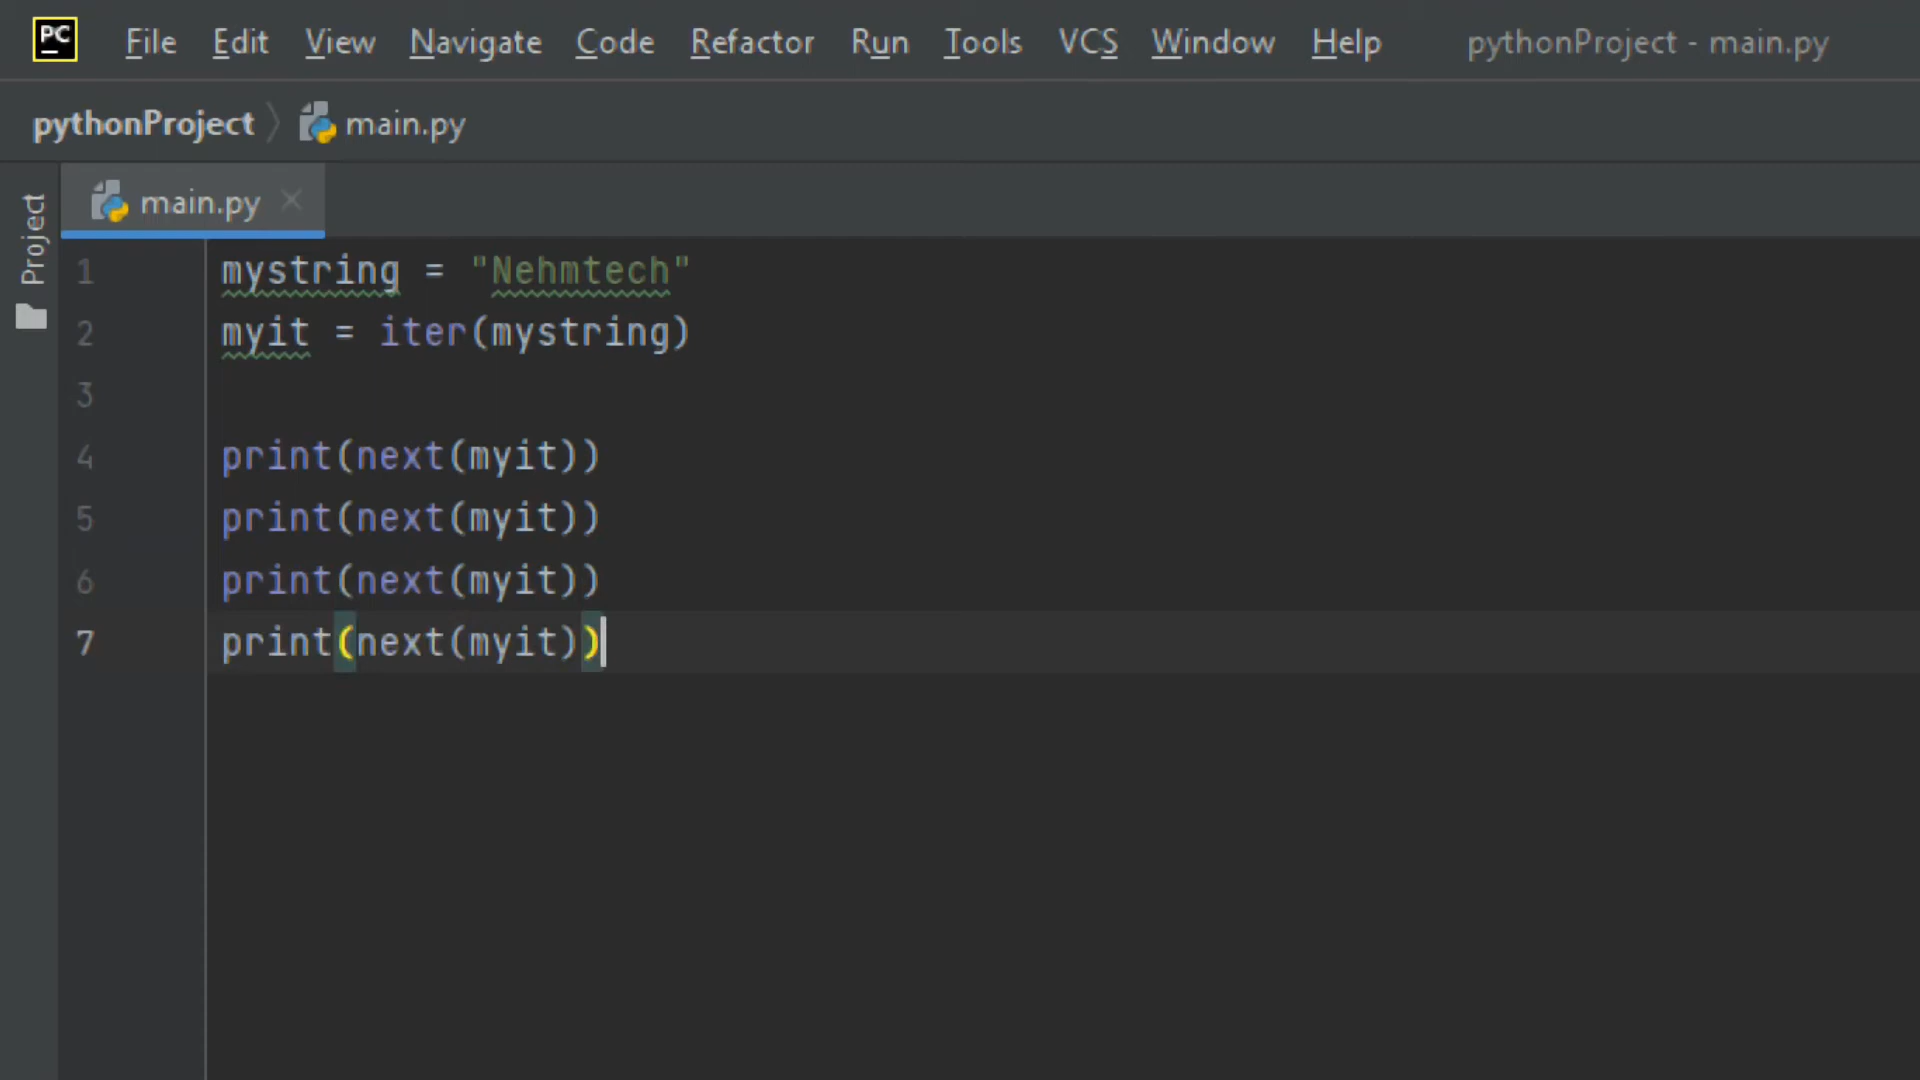 PC File Edit View Navigate Code Refactor Run Tools VCS Window Help pythonProject - main.py
pythonProject main.py
main.py
Project
1 mystring = "Nehmtech"
2 myit = iter(mystring)
3
4 print(next(myit))
5 print(next(myit))
6 print(next(myit))
7 print(next(myit))